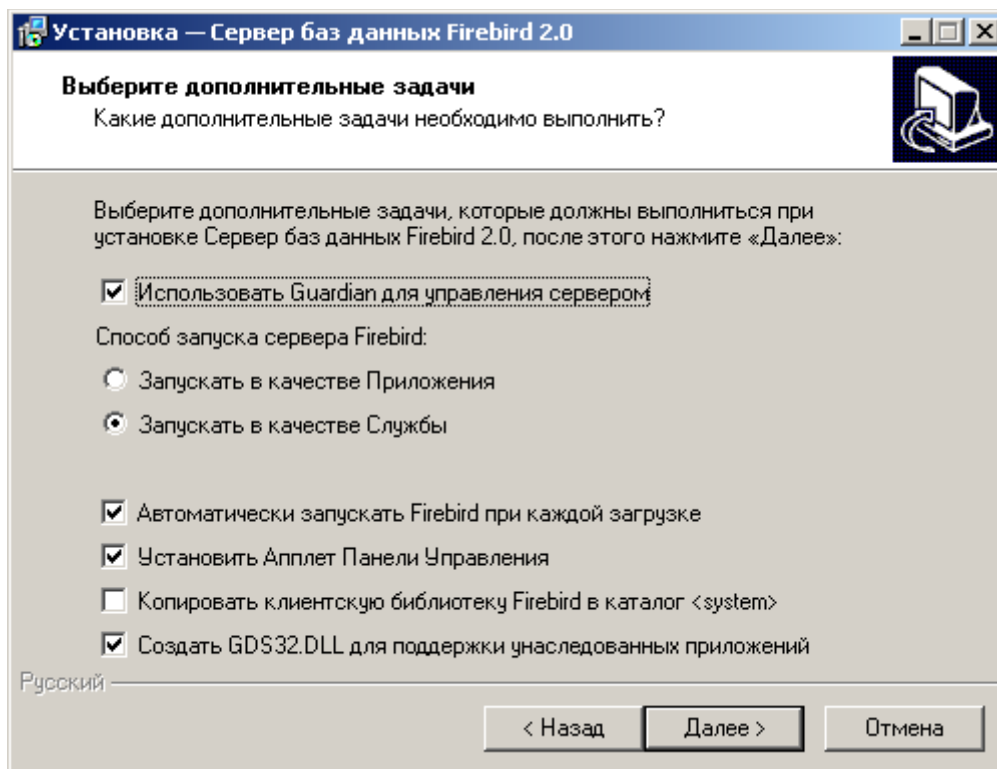 Установка — Сервер баз данных Firebird 2.0
Выберите дополнительные задачи
Какие дополнительные задачи необходимо выполнить?
Выберите дополнительные задачи, которые должны выполниться при
установке Сервер баз данных Firebird 2.0, после этого нажмите «Далее»:
Использовать Guardian для управления сервером
Способ запуска сервера Firebird:
Запускать в качестве Приложения
Запускать в качестве Службы
Автоматически запускать Firebird при каждой загрузке
Установить Апплет Панели Управления
Копировать клиентскую библиотеку Firebird в каталог <system>
Создать GDS32.DLL для поддержки унаследованных приложений
Русский
< Назад
Далее >
Отмена